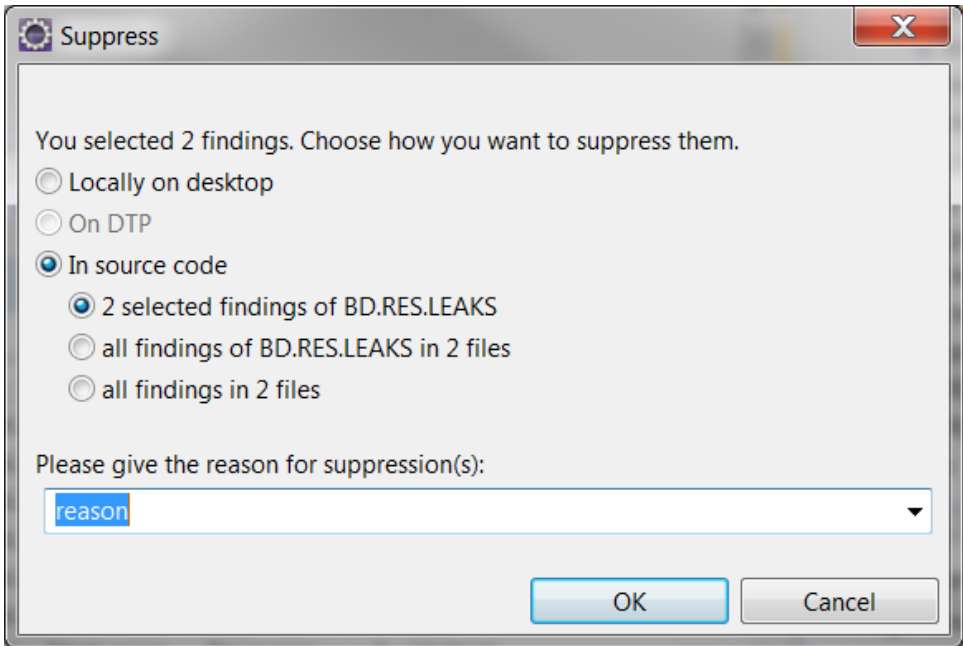 Suppress
You selected 2 findings. Choose how you want to suppress them.
Locally on desktop
On DTP
In source code
2 selected findings of BD.RES.LEAKS
all findings of BD.RES.LEAKS in 2 files
all findings in 2 files
Please give the reason for suppression(s):
reason
OK Cancel